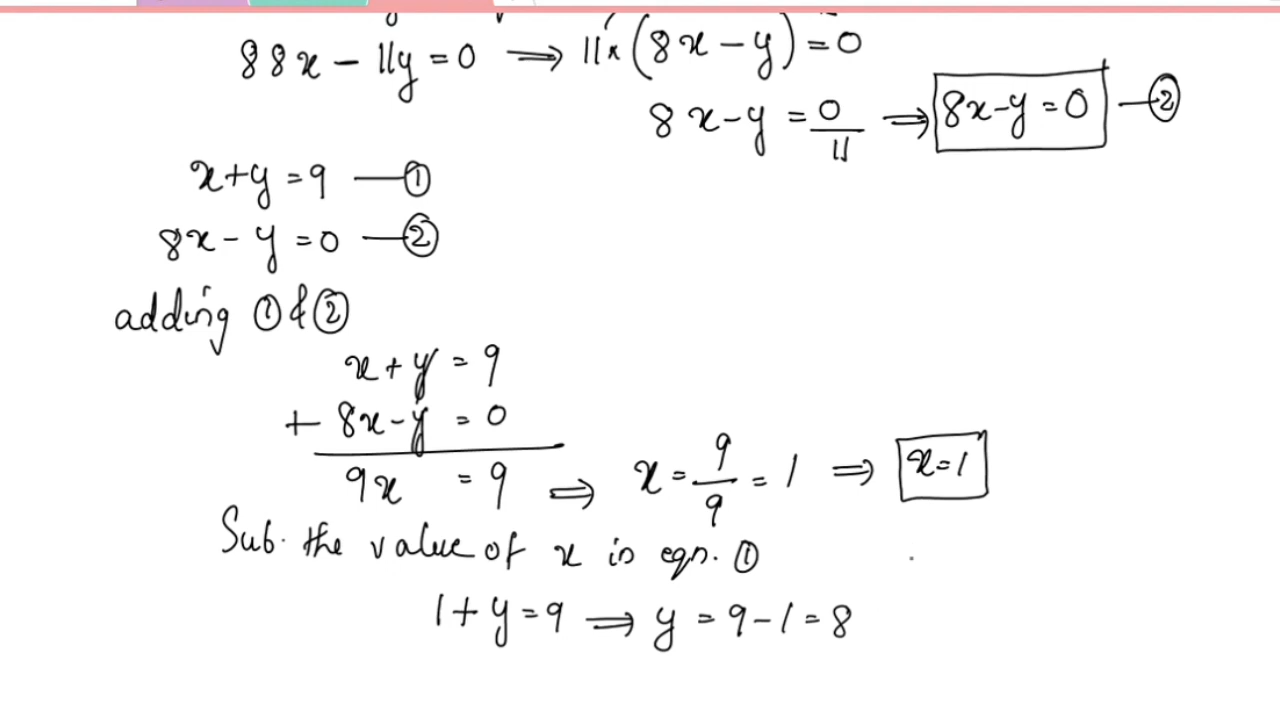 88x - 11y = 0 ⟹ 11x(8x - y) = 0
8x - y = 0/11 ⟹ 8x - y = 0 — ②
x + y = 9 — ①
8x - y = 0 — ②
adding ① & ②
x + y = 9
+ 8x - y = 0
9x = 9 ⟹ x = 9/9 = 1 ⟹ x = 1
Sub. the value of x in eqn. ①
1 + y = 9 ⟹ y = 9 - 1 = 8